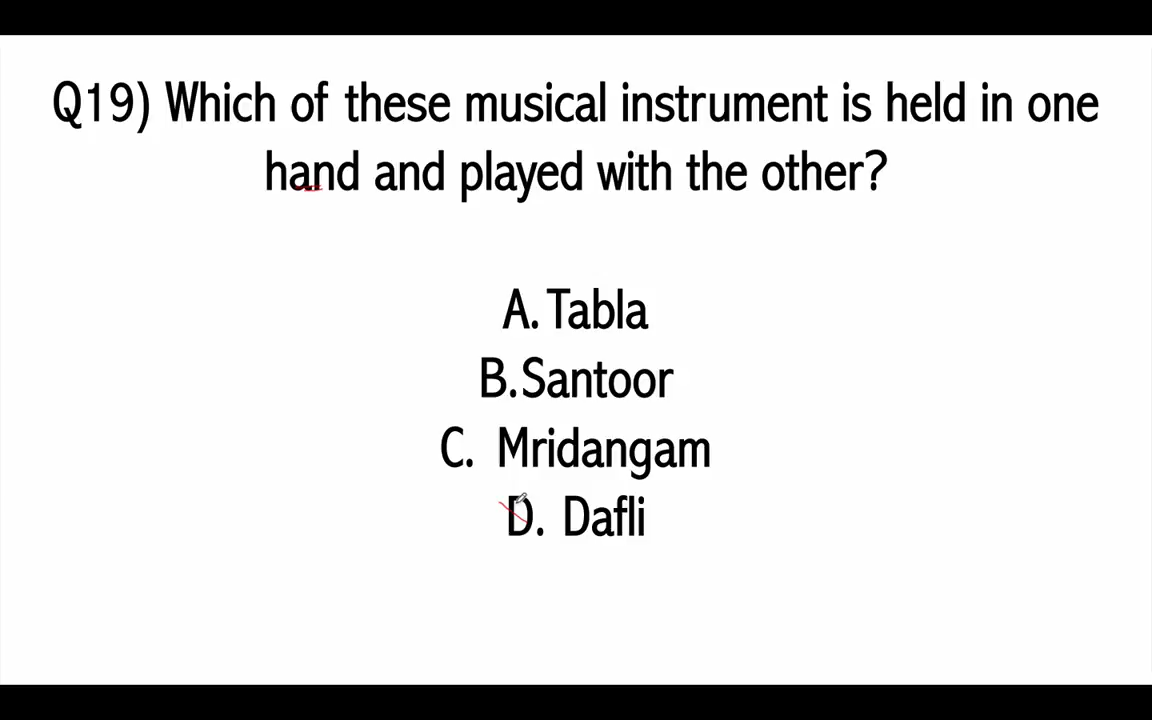 Q19) Which of these musical instrument is held in one
hand and played with the other?
A. Tabla
B.Santoor
C. Mridangam
D. Dafli